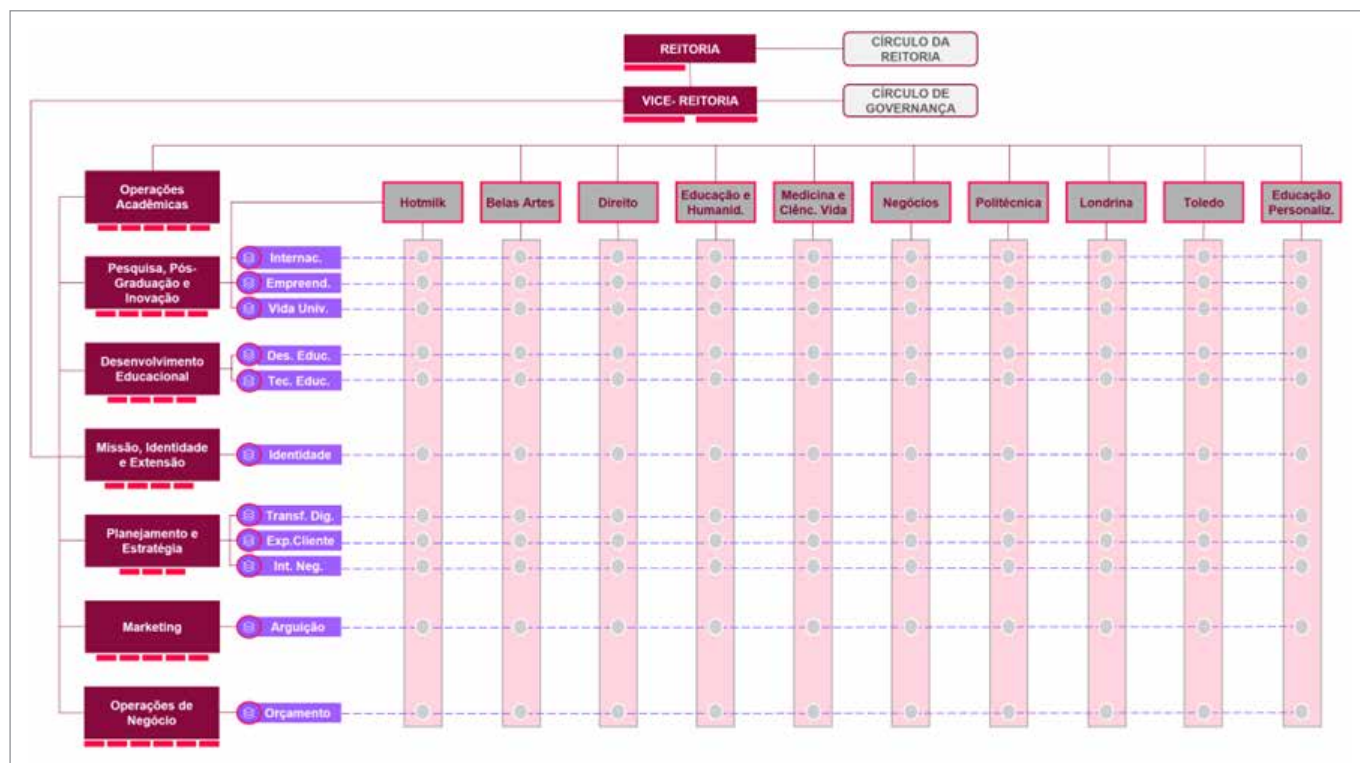 REITORIA
CÍRCULO DA
REITORIA
VICE- REITORIA
CÍRCULO DE
GOVERNANÇA
Operações
Acadêmicas
Hotmilk
Belas Artes
Direito
Educação e
Humanid.
Medicina e
Ciênc. Vida
Negócios
Politécnica
Londrina
Toledo
Educação
Personaliz.
Pesquisa, Pós-
Graduação e
Inovação
Internac.
Empreend.
Vida Univ.
Desenvolvimento
Educacional
Des. Educ.
Tec. Educ.
Missão, Identidade
e Extensão
Identidade
Planejamento e
Estratégia
Transf. Dig.
Exp.Cliente
Int. Neg.
Marketing
Arguição
Operações de
Negócio
Orçamento